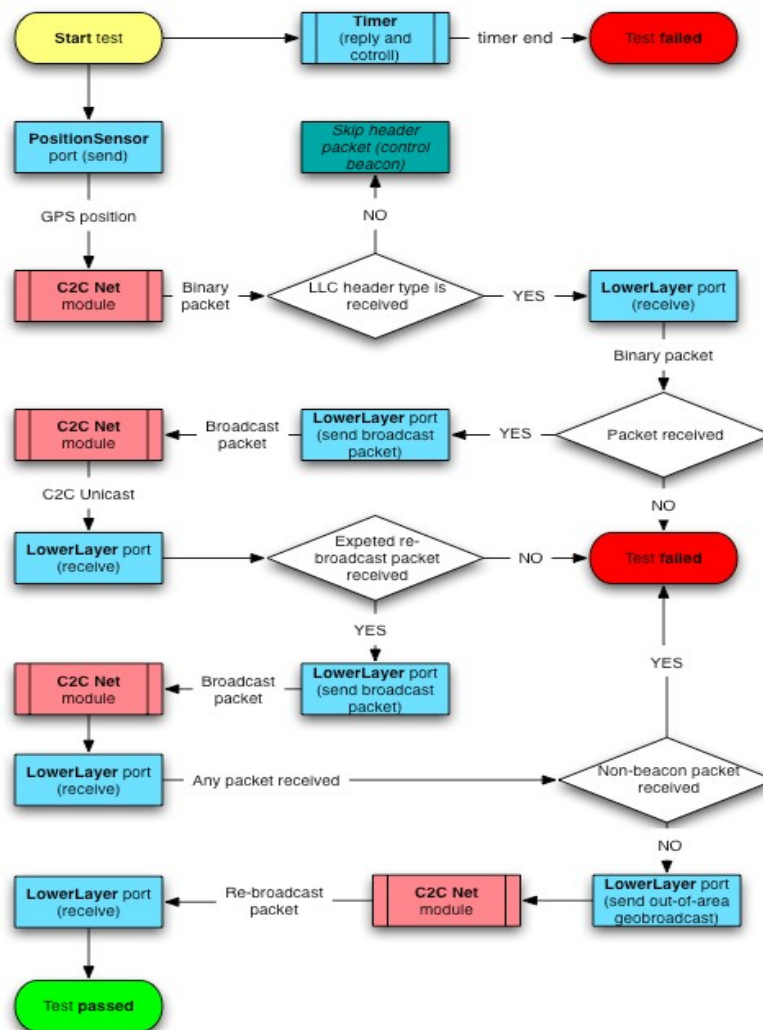 Start test
Timer
(reply and
cotroll)
timer end
Test failed
PositionSensor
port (send)
Skip header
packet (control
beacon)
GPS position
NO
C2C Net
module
Binary
packet
LLC header type is
received
YES
LowerLayer port
(receive)
Binary packet
C2C Net
module
Broadcast
packet
LowerLayer port
(send broadcast
packet)
YES
Packet received
C2C Unicast
NO
LowerLayer port
(receive)
Expeted re-
broadcast packet
received
NO
Test failed
YES
C2C Net
module
Broadcast
packet
LowerLayer port
(send broadcast
packet)
YES
LowerLayer port
(receive)
Any packet received
Non-beacon packet
received
NO
LowerLayer port
(receive)
Re-broadcast
packet
C2C Net
module
LowerLayer port
(send out-of-area
geobroadcast)
Test passed